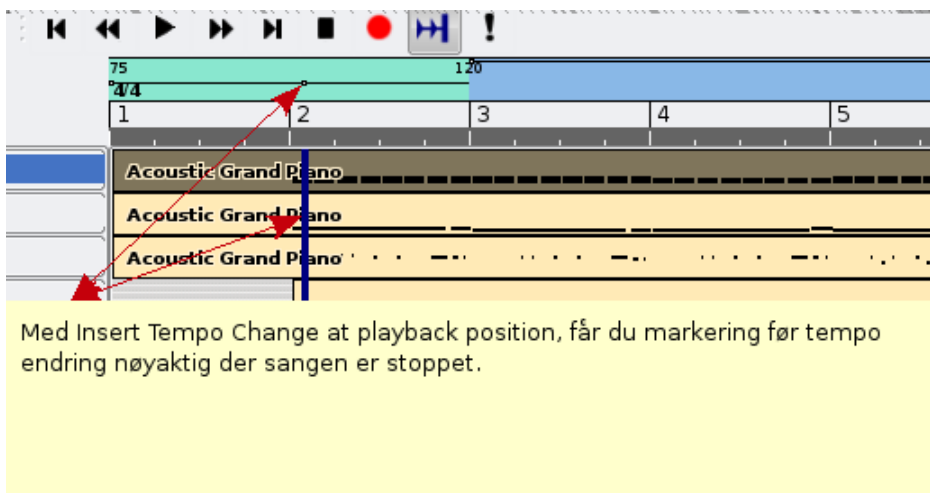 75 120
4/4
1 2 3 4 5
Acoustic Grand Piano
Acoustic Grand Piano
Acoustic Grand Piano
Med Insert Tempo Change at playback position, får du markering før tempo
endring nøyaktig der sangen er stoppet.